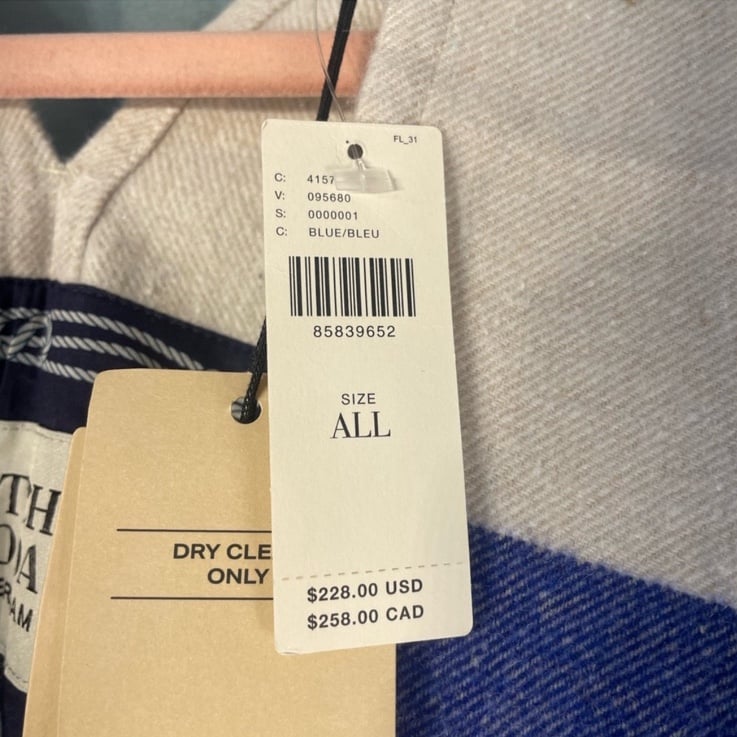 FL_31
C: 4157
V: 095680
S: 0000001
C: BLUE/BLEU
85839652
SIZE
ALL
$228.00 USD
$258.00 CAD
DRY CLE
ONLY